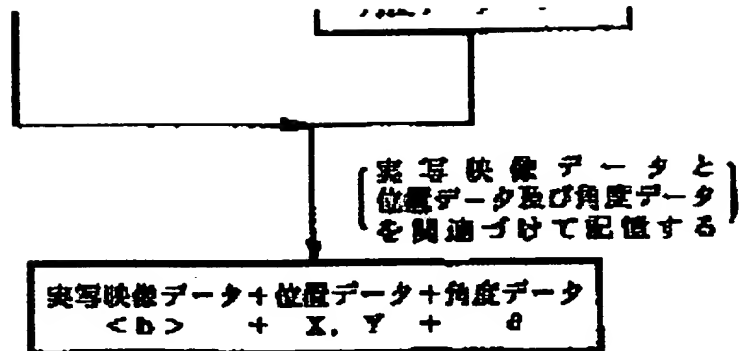 実写映像データと
位置データ及び角度データ
を関連づけて記憶する
実写映像データ+位置データ+角度データ
<b> + X, Y + θ